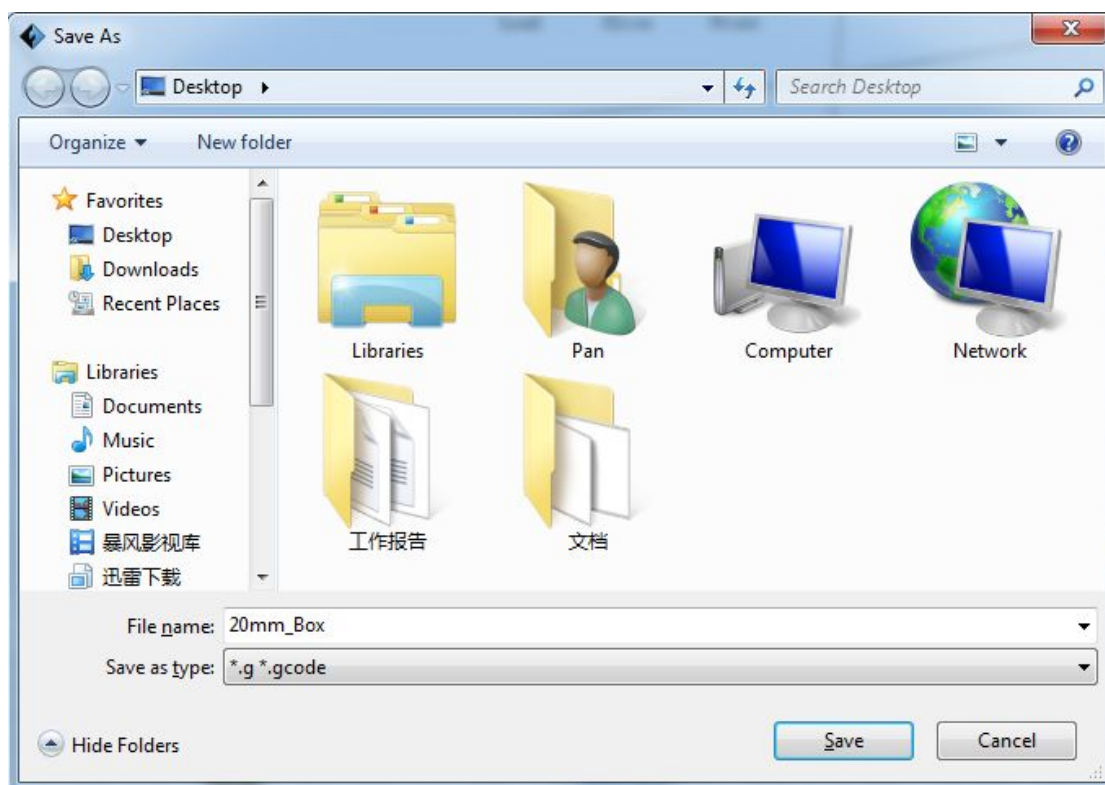 Save As
Desktop
Search Desktop
Organize
New folder
Favorites
Desktop
Downloads
Recent Places
Libraries
Documents
Music
Pictures
Videos
暴风影视库
迅雷下载
Libraries
Pan
Computer
Network
工作报告
文档
File name: 20mm_Box
Save as type: *.g *.gcode
Hide Folders
Save
Cancel